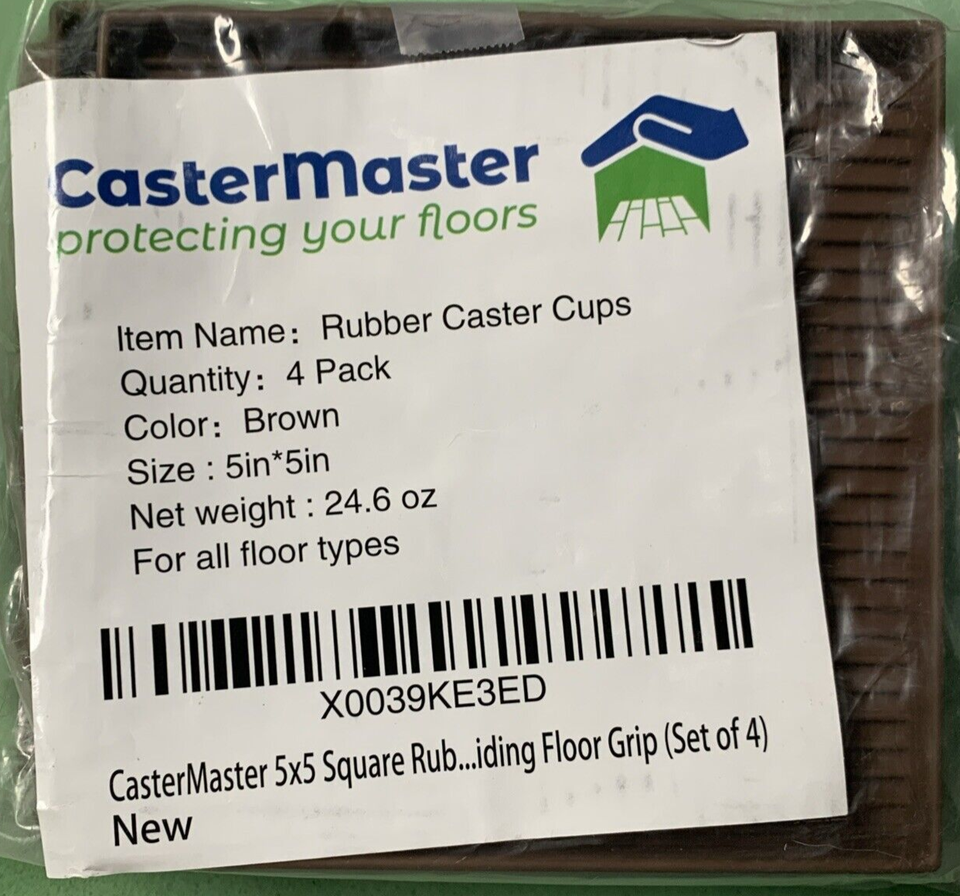 CasterMaster
protecting your floors
Item Name： Rubber Caster Cups
Quantity： 4 Pack
Color： Brown
Size : 5in*5in
Net weight : 24.6 oz
For all floor types
X0039KE3ED
CasterMaster 5x5 Square Rub...iding Floor Grip (Set of 4)
New